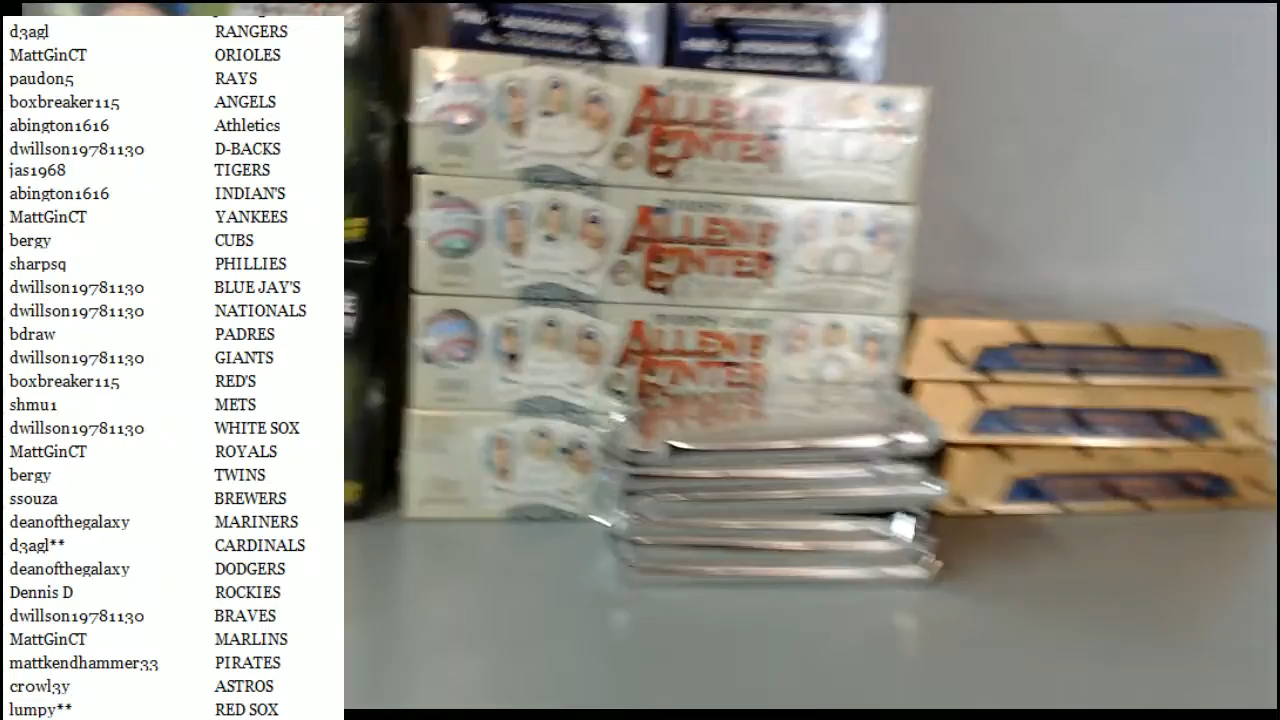 d3agl RANGERS
MattGinCT ORIOLES
paudon5 RAYS
boxbreaker115 ANGELS
abington1616 Athletics
dwillson19781130 D-BACKS
jas1968 TIGERS
abington1616 INDIAN'S
MattGinCT YANKEES
bergy CUBS
sharpsq PHILLIES
dwillson19781130 BLUE JAY'S
dwillson19781130 NATIONALS
bdraw PADRES
dwillson19781130 GIANTS
boxbreaker115 RED'S
shmu1 METS
dwillson19781130 WHITE SOX
MattGinCT ROYALS
bergy TWINS
ssouza BREWERS
deanofthegalaxy MARINERS
d3agl** CARDINALS
deanofthegalaxy DODGERS
Dennis D ROCKIES
dwillson19781130 BRAVES
MattGinCT MARLINS
mattkendhammer33 PIRATES
crowl3y ASTROS
lumpy** RED SOX
ALLEN &
GINTER
ALLEN &
GINTER
ALLEN &
GINTER